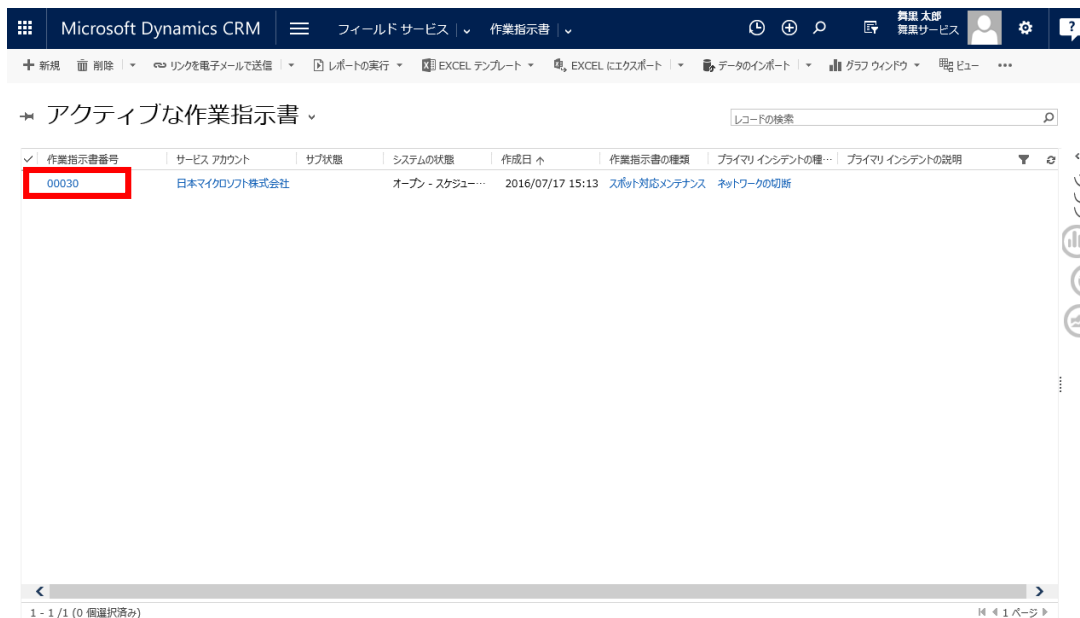 Microsoft Dynamics CRM フィールド サービス 作業指示書 舞黒 太郎
舞黒サービス ?
新規 削除 リンクを電子メールで送信 レポートの実行 EXCEL テンプレート EXCEL にエクスポート データのインポート グラフ ウィンドウ ビュー •••
アクティブな作業指示書
レコードの検索
作業指示書番号 サービス アカウント サブ状態 システムの状態 作成日 ↑ 作業指示書の種類 プライマリ インシデントの種… プライマリ インシデントの説明
00030 日本マイクロソフト株式会社 オープン - スケジュー… 2016/07/17 15:13 スポット対応メンテナンス ネットワークの切断
1 - 1 /1 (0 個選択済み) 1 ページ